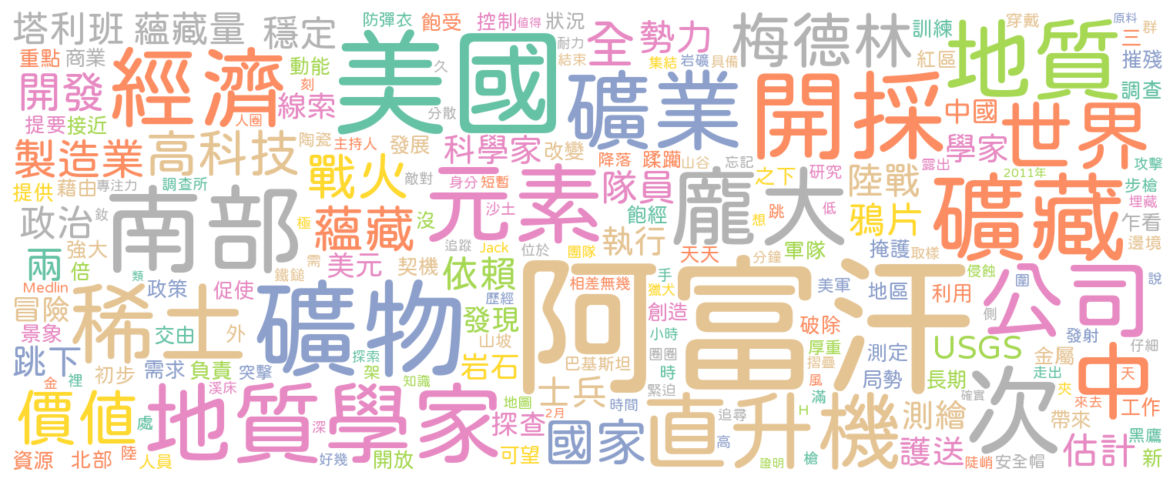 塔利班 蘊藏量 穩定 美國 防彈衣 飽受 控制 值得 狀況 全 勢力 梅德林 訓練 穿戴 原料 群
重點 商業 動能 久 耐力 結束 集結 岩礦 具備 紅區 地質 三 摧殘
開發 經濟 刻 線索 分散 礦業 開採 中國 世界 調查
提要 接近 人圈 陶瓷 主持人 發展 科學家 改變 降落 蹂躪 山谷 忘記 學家 露出 攻擊
製造業 高科技 戰火 敵對 身分 短暫 隊員 龐大 之下 研究 陸戰 2011年 步槍 埋藏
提供 藉由 專注力 調查所 元素 沙土 飽經 想 跳 低 鴉片 礦藏 乍看
政治 釹 南部 極 蘊藏 沒 追蹤 Jack 位於 團隊 執行 天天 分鐘 軍隊 掩護 取樣 邊境
兩 倍 強大 鐵鎚 需 美元 契機 依賴 相差無幾 手 獵犬 美軍 地區 侵蝕 利用 公司 圍 說
Medlin 類 政策 促使 歷經 阿富汗 創造 破除 側 發射
冒險 稀土 交由 外 礦物 發現 山坡 巴基斯坦 小時 圈圈 厚重 測定 USGS 金屬 仔細
景象 跳下 初步 需求 負責 突擊 探索 架 岩石 時 摺疊 局勢 長期 走出 中
金 裡 溪床 知識 士兵 緊迫 風 滿 確實 夾 來去 天
價值 處 地質學家 地圖 探查 2月 時間 直升機 追尋 H 測繪 次 帶來 工作
資源 北部 陸 人員 深 好幾 開放 可望 國家 高 證明 槍 護送 陡峭 安全帽 估計 黑鷹 新